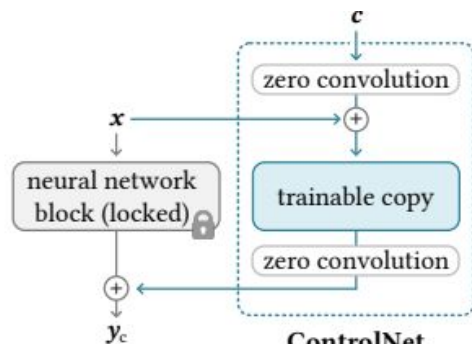 c
zero convolution
x
+
neural network
block (locked)
trainable copy
zero convolution
+
y_c
ControlNet